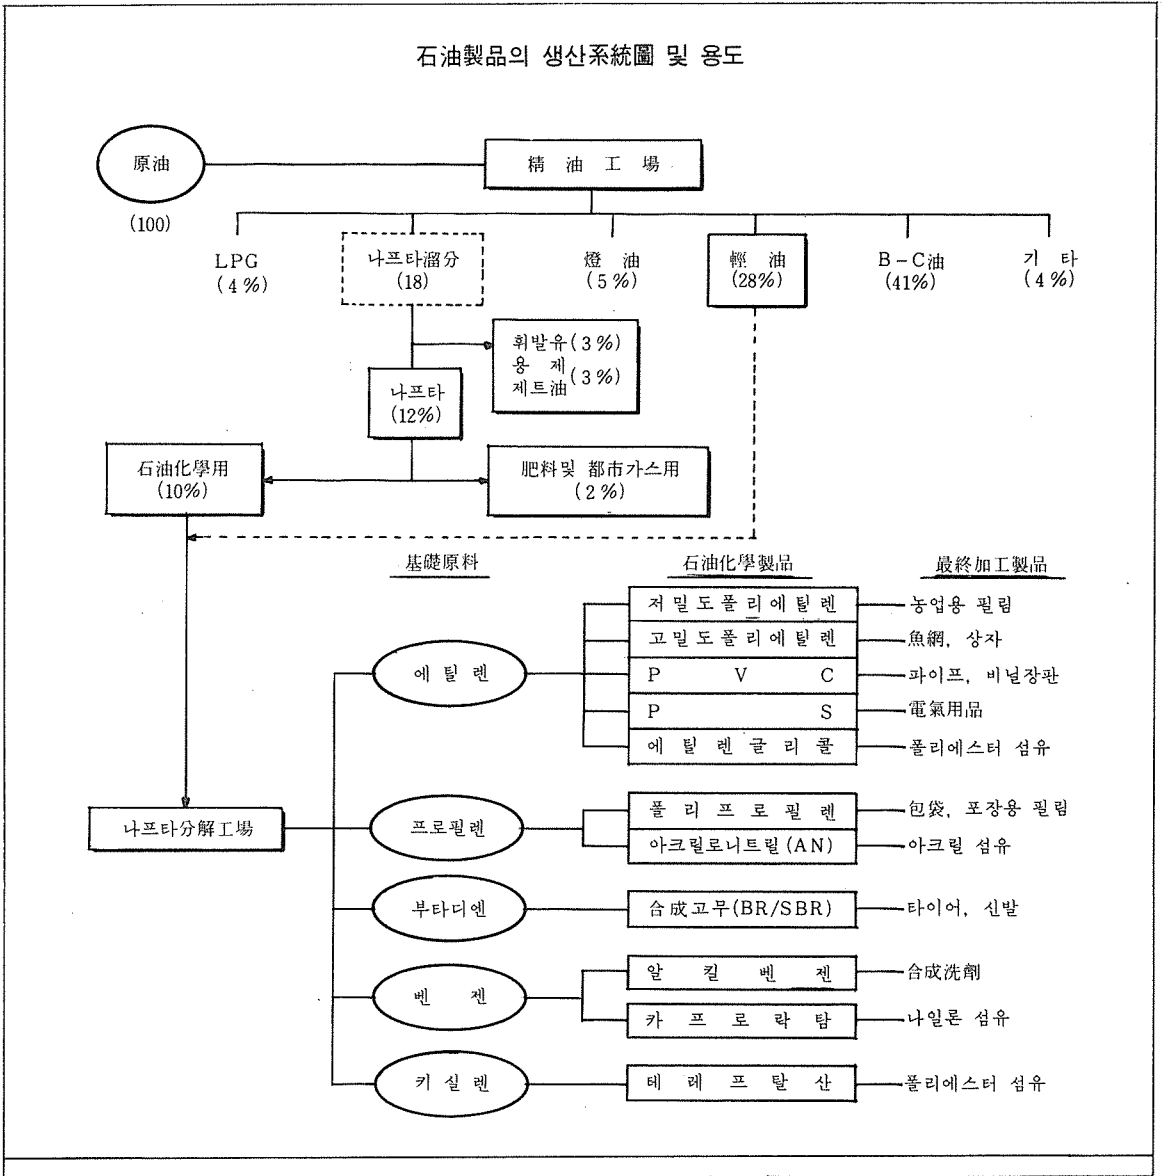 石油製品의 생산系統圖 및 용도
原油
精 油 工 場
(100)
LPG
(4%)
나프타溜分
(18)
燈 油
(5%)
輕 油
(28%)
B-C油
(41%)
기 타
(4%)
휘발유(3%)
용 제
제트油
(3%)
나프타
(12%)
石油化學用
(10%)
肥料및 都市가스用
(2%)
基礎原料
石油化學製品
最終加工製品
에 틸 렌
저 밀 도 폴 리 에 틸 렌
농업용 필림
고 밀 도 폴 리 에 틸 렌
魚網, 상자
P V C
파이프, 비닐장판
P S
電氣用品
에 틸 렌 글 리 콜
폴리에스터 섬유
나프타分解工場
프로필렌
폴 리 프 로 필 렌
包袋, 포장용 필림
아크릴로니트릴(AN)
아크릴 섬유
부타디엔
合成고무(BR/SBR)
타이어, 신발
벤 젠
알 킬 벤 젠
合成洗劑
카 프 로 락 탐
나일론 섬유
키 실 렌
테 레 프 탈 산
폴리에스터 섬유